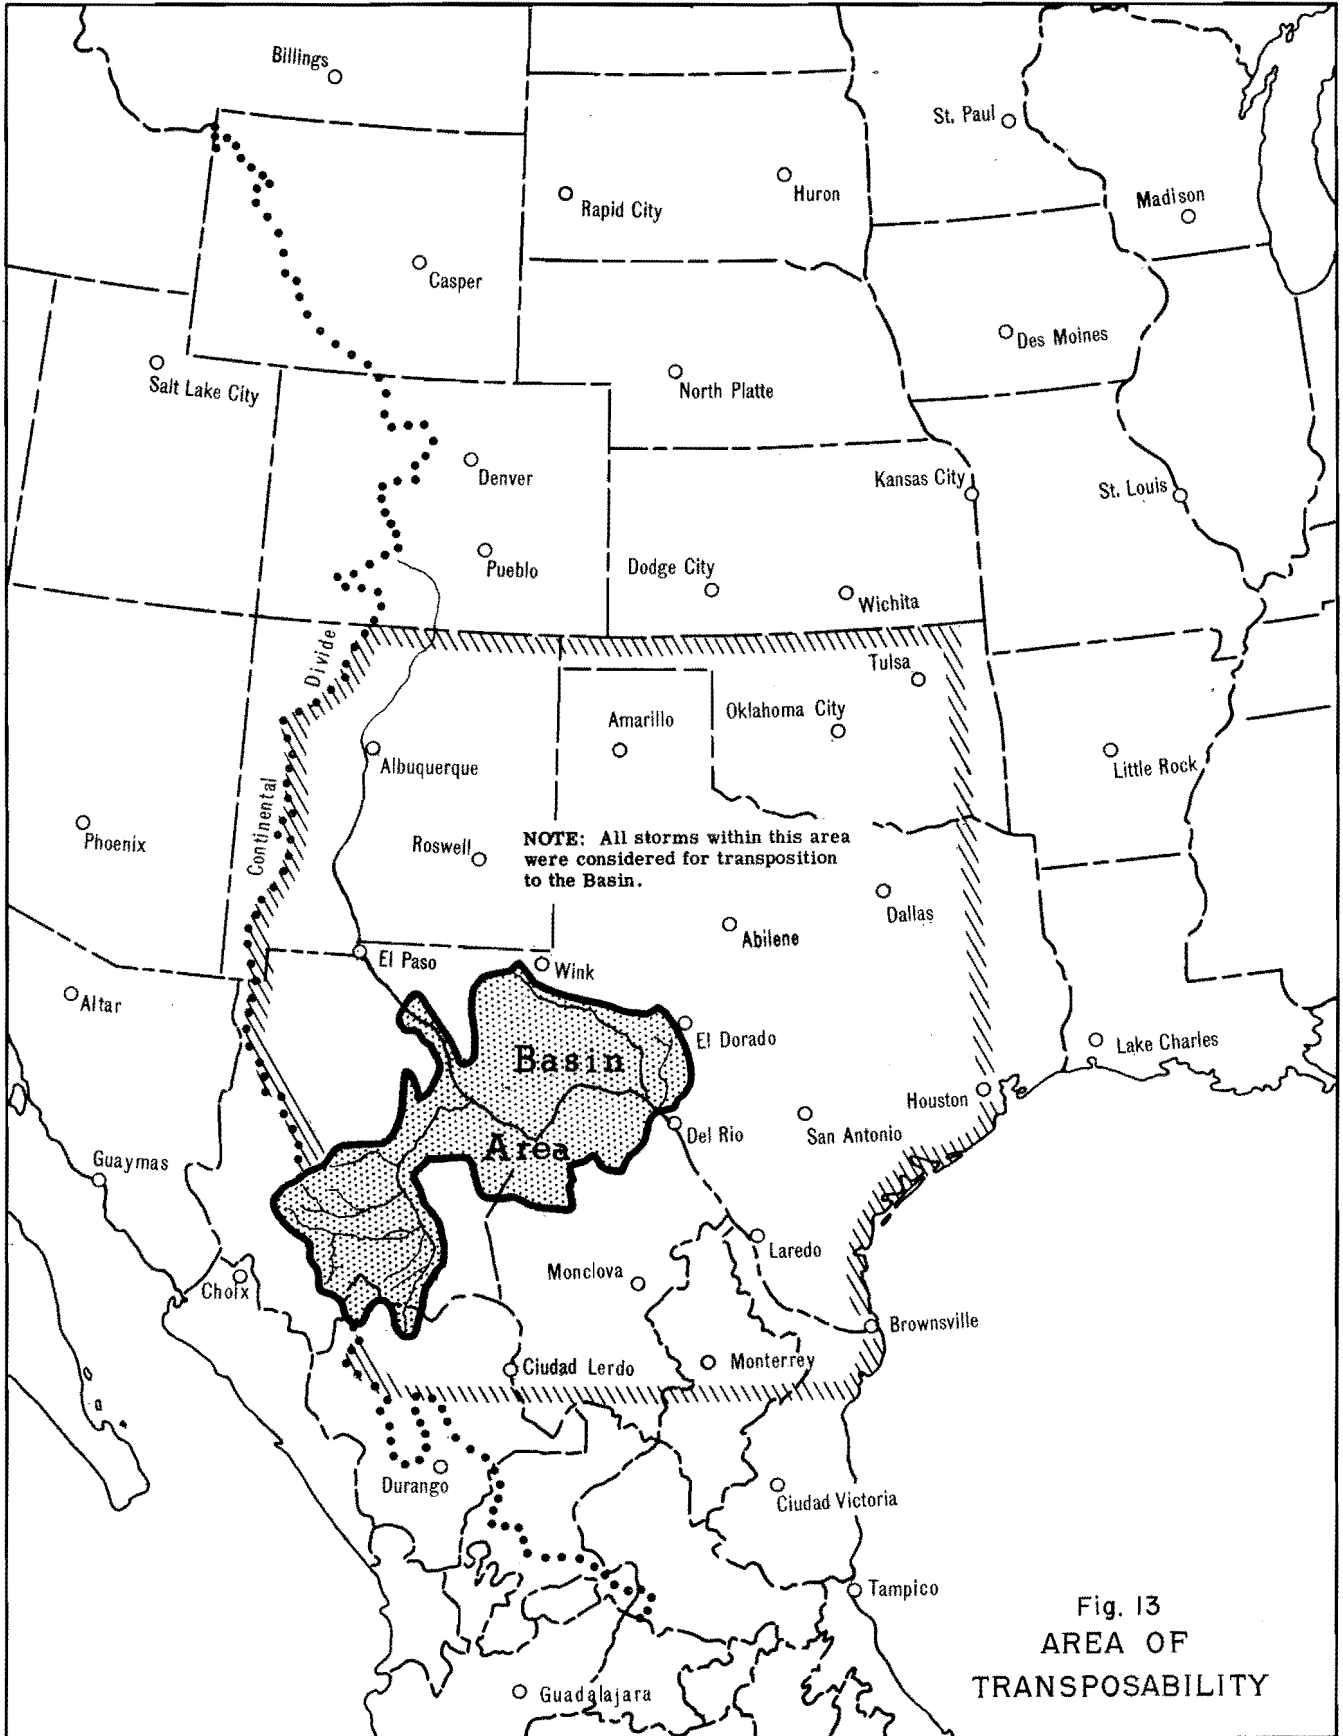 Billings
St. Paul
Huron
Rapid City
Madison
Casper
Des Moines
Salt Lake City
North Platte
Denver
Kansas City
St. Louis
Pueblo
Dodge City
Wichita
Divide
Tulsa
Amarillo
Oklahoma City
Albuquerque
Little Rock
Continental
Phoenix
Roswell
NOTE: All storms within this area
were considered for transposition
to the Basin.
Dallas
Abilene
El Paso
Wink
Altar
El Dorado
Lake Charles
Basin
Houston
Del Rio
San Antonio
Area
Guaymas
Laredo
Monclova
Choix
Brownsville
Ciudad Lerdo
Monterrey
Durango
Ciudad Victoria
Tampico
Fig. 13
AREA OF
TRANSPOSABILITY
Guadalajara